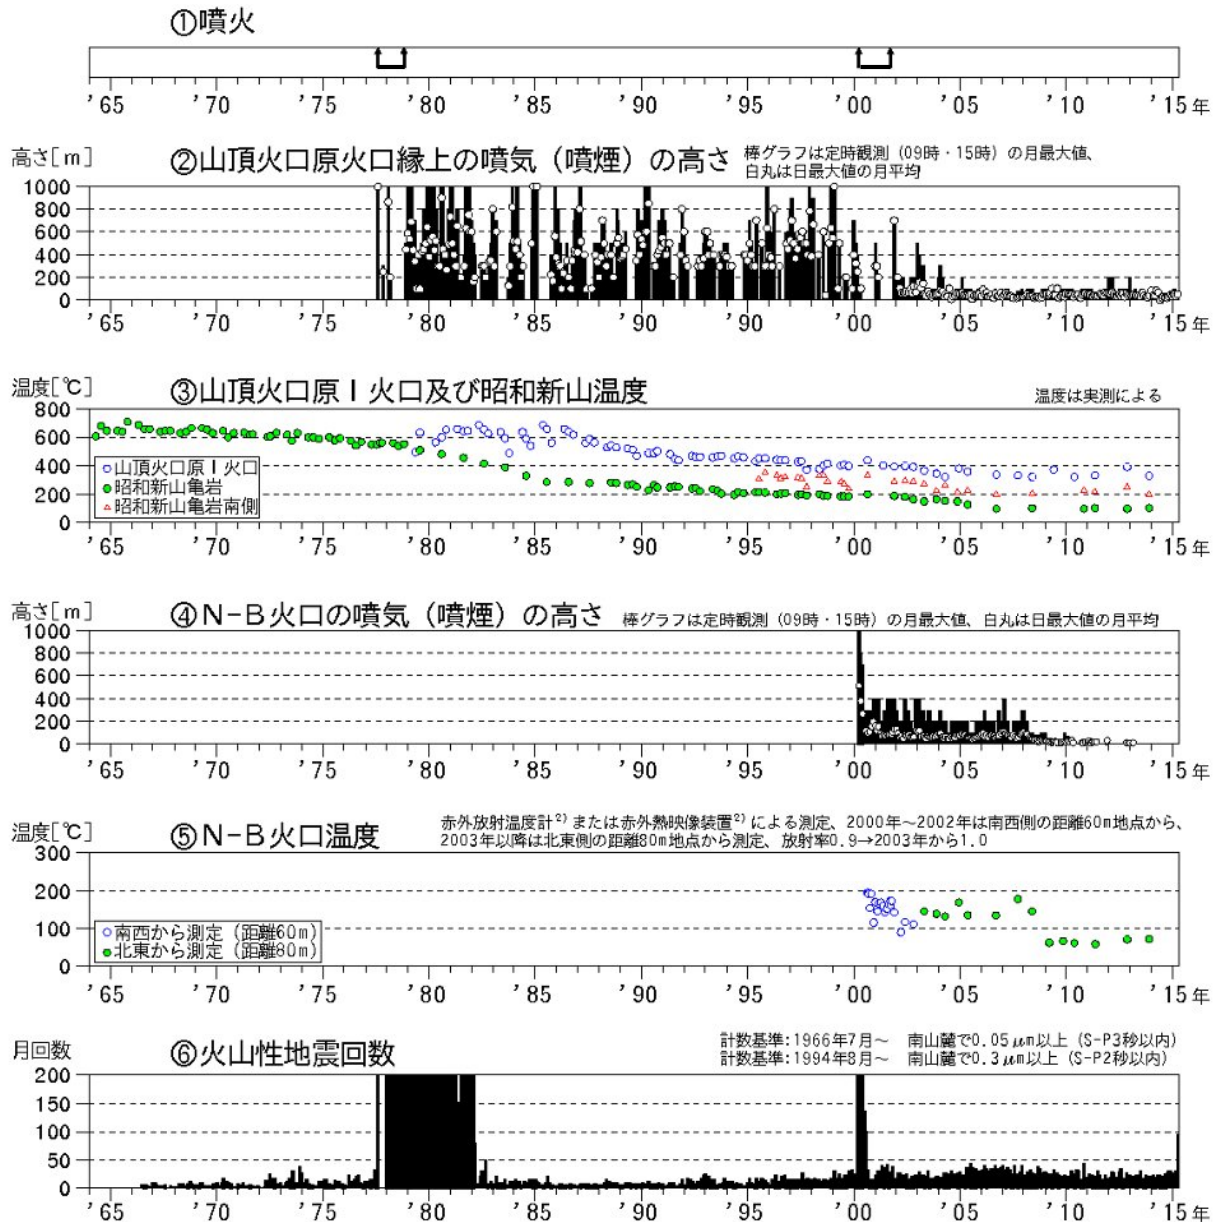 ①噴火
'65 '70 '75 '80 '85 '90 '95 '00 '05 '10 '15 年
高さ[m] ②山頂火口原火口縁上の噴気（噴煙）の高さ 棒グラフは定時観測（09時・15時）の月最大値、
白丸は日最大値の月平均
1000
800
600
400
200
0
'65 '70 '75 '80 '85 '90 '95 '00 '05 '10 '15 年
温度[℃] ③山頂火口原Ⅰ火口及び昭和新山温度 温度は実測による
800
600
400
200
0
山頂火口原Ⅰ火口
昭和新山亀岩
昭和新山亀岩南側
'65 '70 '75 '80 '85 '90 '95 '00 '05 '10 '15 年
高さ[m] ④N-B火口の噴気（噴煙）の高さ 棒グラフは定時観測（09時・15時）の月最大値、白丸は日最大値の月平均
1000
800
600
400
200
0
'65 '70 '75 '80 '85 '90 '95 '00 '05 '10 '15 年
温度[℃] ⑤N-B火口温度 赤外放射温度計2)または赤外熱映像装置2)による測定、2000年～2002年は南西側の距離60m地点から、
2003年以降は北東側の距離80m地点から測定、放射率0.9→2003年から1.0
300
200
100
0
南西から測定（距離60m）
北東から測定（距離80m）
'65 '70 '75 '80 '85 '90 '95 '00 '05 '10 '15 年
月回数 ⑥火山性地震回数 計数基準:1966年7月～ 南山麓で0.05μm以上（S-P3秒以内）
計数基準:1994年8月～ 南山麓で0.3μm以上（S-P2秒以内）
200
150
100
50
0
'65 '70 '75 '80 '85 '90 '95 '00 '05 '10 '15 年